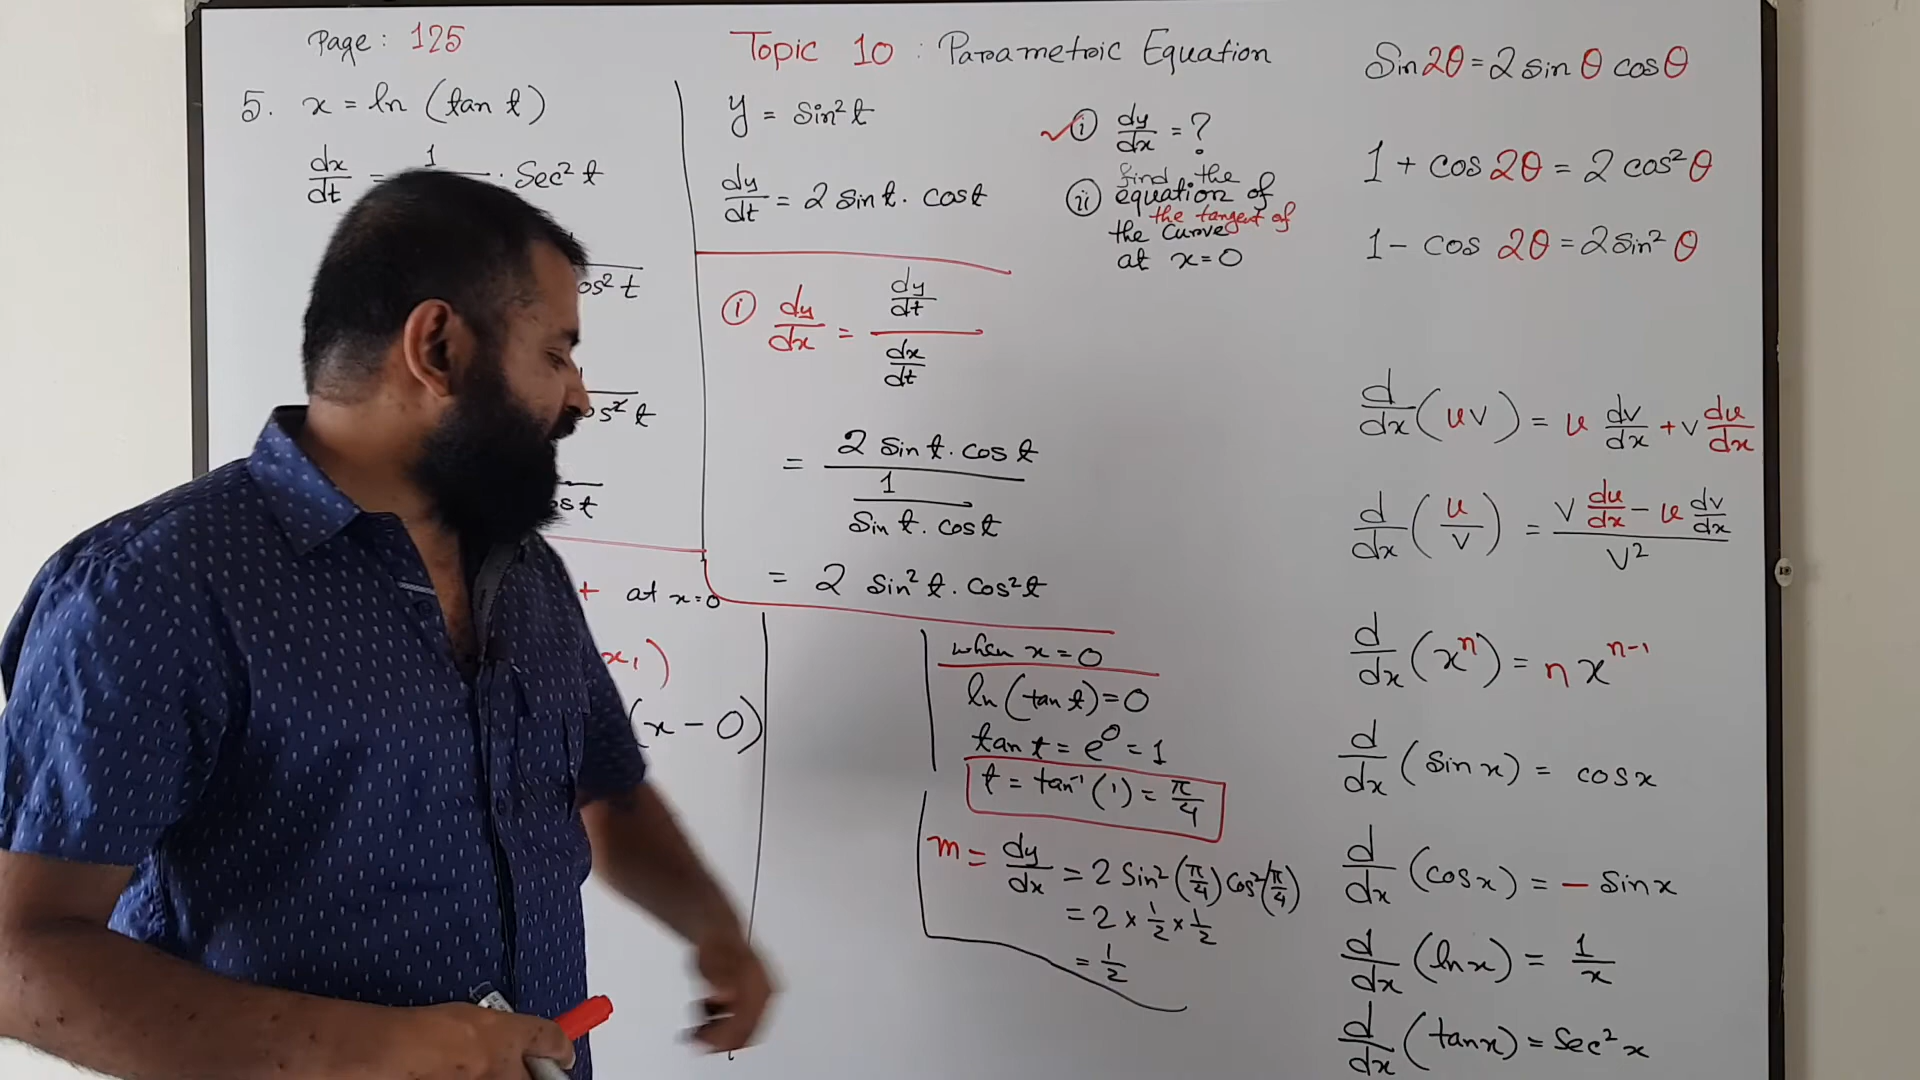 Page: 125
Topic 10 : Parametric Equation
5. x = ln (tan t)
dx/dt = 1 . Sec² t
os² t
os² t
os t
+ at x=0
x₁)
(x - 0)
y = Sin² t
dy/dt = 2 sin t . cos t
(i) dy/dx = (dy/dt)/(dx/dt)
= (2 Sin t . cos t)/(1/(Sin t . cos t))
= 2 sin² t . cos² t
✓ (i) dy/dx = ?
(ii) find the
equation of
the tangent of
the curve
at x=0
when x = 0
ln (tan t) = 0
tan t = e⁰ = 1
t = tan⁻¹ (1) = π/4
m = dy/dx = 2 Sin² (π/4) Cos² (π/4)
= 2 × 1/2 × 1/2
= 1/2
Sin 2θ = 2 sin θ cos θ
1 + cos 2θ = 2 cos² θ
1 - cos 2θ = 2 sin² θ
d/dx (uv) = u dv/dx + v du/dx
d/dx (u/v) = (v du/dx - u dv/dx)/v²
d/dx (xⁿ) = n xⁿ⁻¹
d/dx (sin x) = cos x
d/dx (cos x) = - sin x
d/dx (ln x) = 1/x
d/dx (tan x) = sec² x